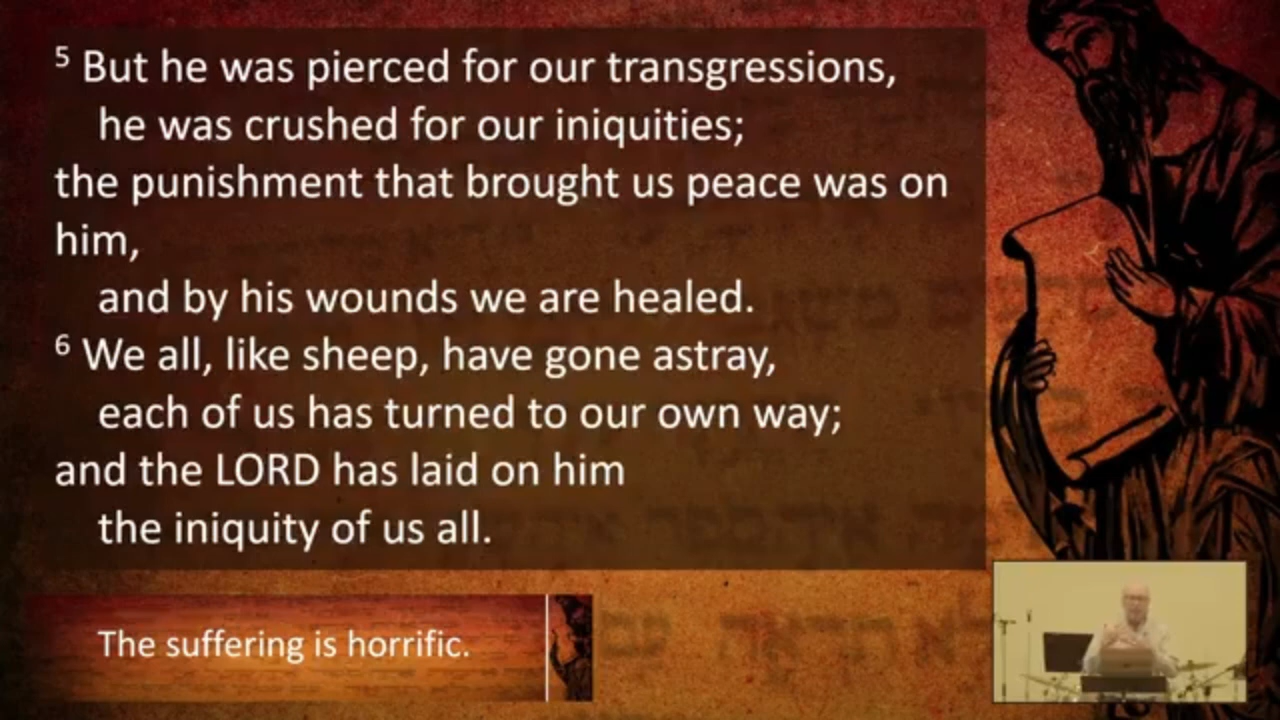 5 But he was pierced for our transgressions,
he was crushed for our iniquities;
the punishment that brought us peace was on
him,
and by his wounds we are healed.
6 We all, like sheep, have gone astray,
each of us has turned to our own way;
and the LORD has laid on him
the iniquity of us all.
The suffering is horrific.